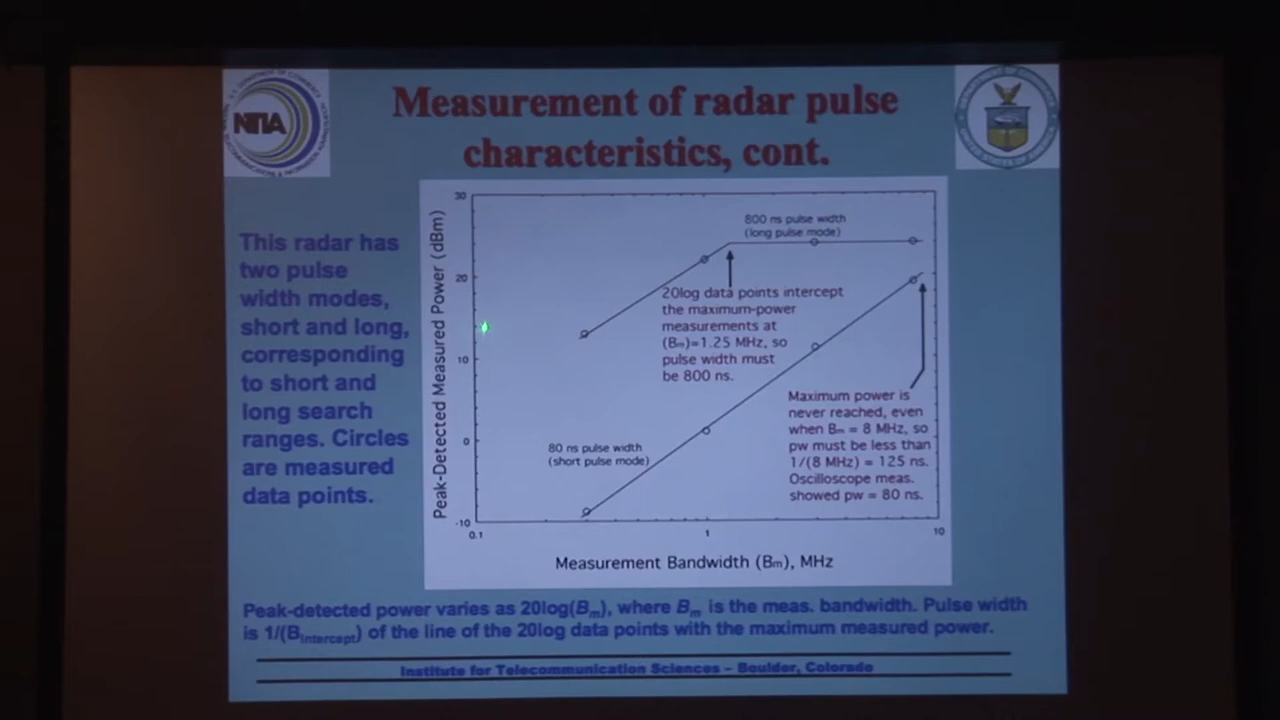 NTIA
Measurement of radar pulse
characteristics, cont.
This radar has
two pulse
width modes,
short and long,
corresponding
to short and
long search
ranges. Circles
are measured
data points.
Peak-Detected Measured Power (dBm)
30
20
10
0
-10
0.1
1
10
800 ns pulse width
(long pulse mode)
20log data points intercept
the maximum-power
measurements at
(Bm)=1.25 MHz, so
pulse width must
be 800 ns.
80 ns pulse width
(short pulse mode)
Maximum power is
never reached, even
when Bm = 8 MHz, so
pw must be less than
1/(8 MHz) = 125 ns.
Oscilloscope meas.
showed pw = 80 ns.
Measurement Bandwidth (Bm), MHz
Peak-detected power varies as 20log(Bm), where Bm is the meas. bandwidth. Pulse width
is 1/(Bintercept) of the line of the 20log data points with the maximum measured power.
Institute for Telecommunication Sciences – Boulder, Colorado